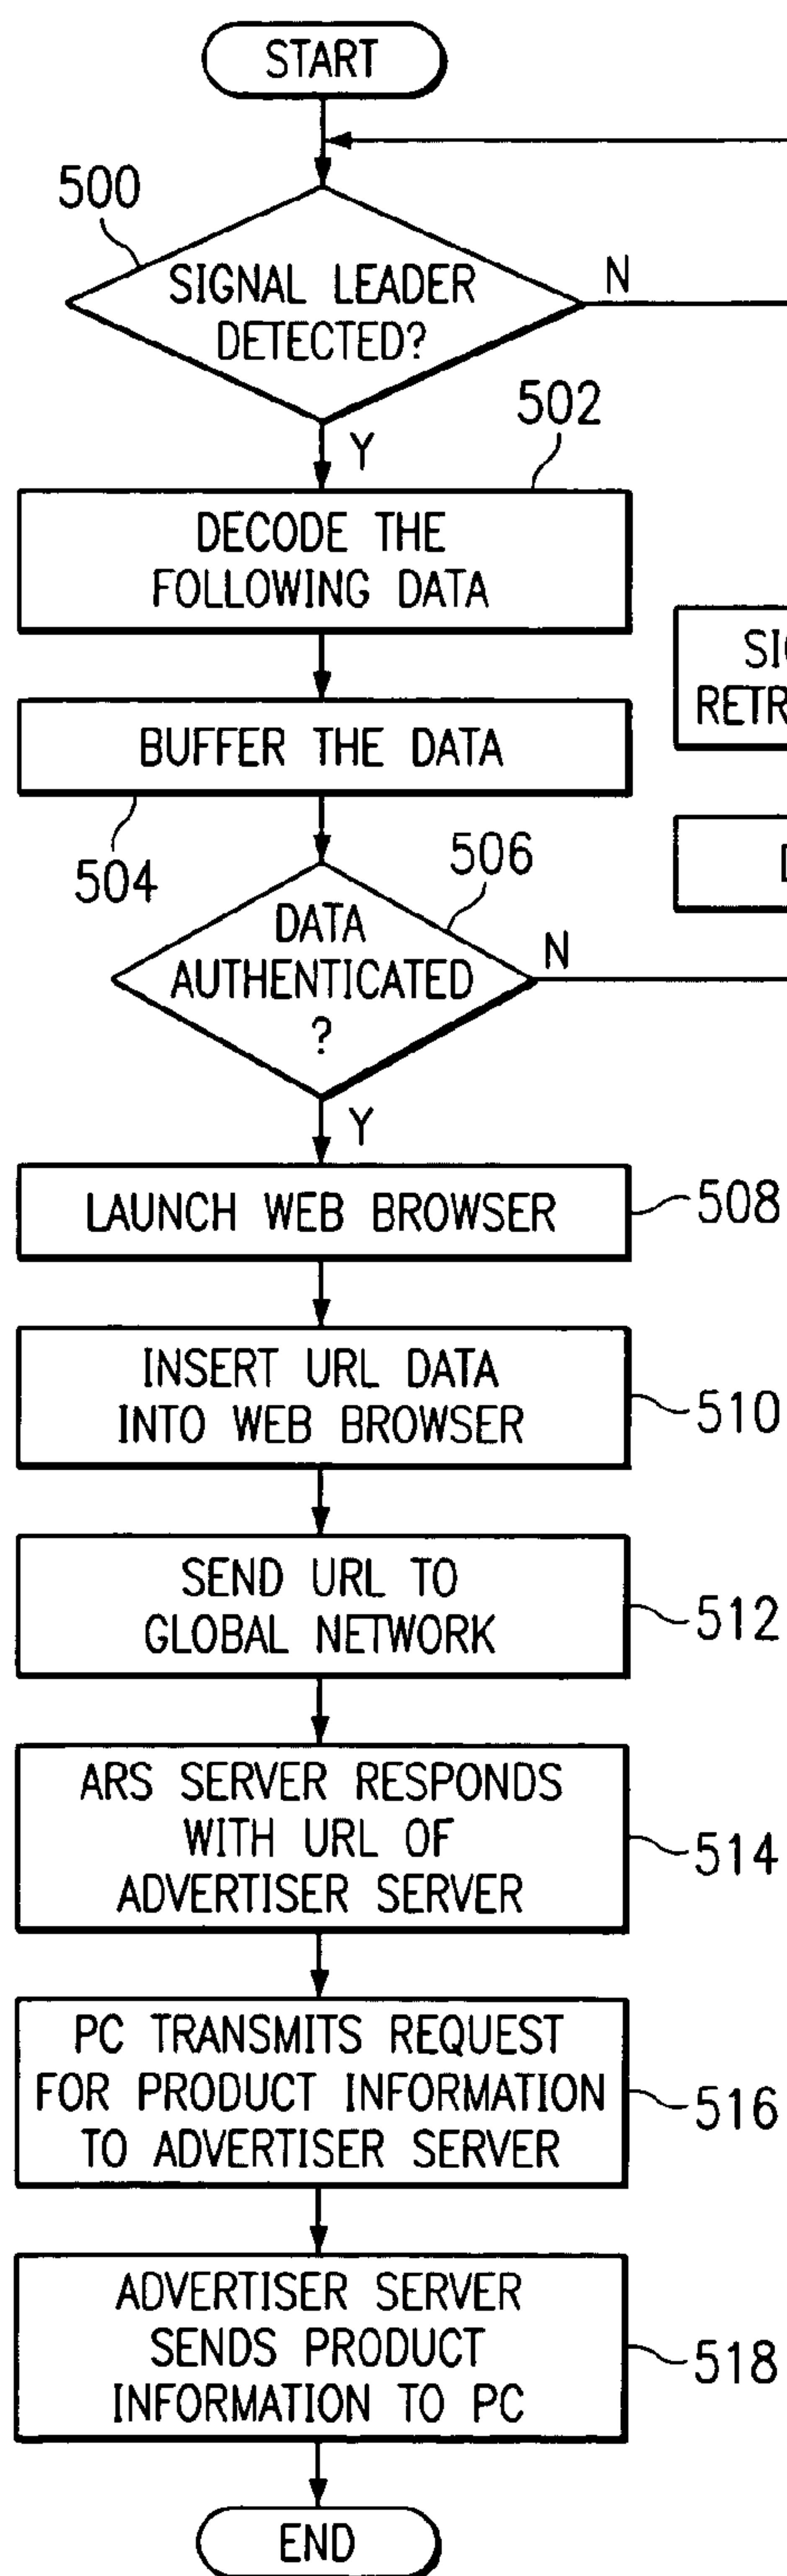 START
500
SIGNAL LEADER
DETECTED?
N
Y
502
DECODE THE
FOLLOWING DATA
BUFFER THE DATA
504
506
DATA
AUTHENTICATED
?
N
Y
LAUNCH WEB BROWSER
508
INSERT URL DATA
INTO WEB BROWSER
510
SEND URL TO
GLOBAL NETWORK
512
ARS SERVER RESPONDS
WITH URL OF
ADVERTISER SERVER
514
PC TRANSMITS REQUEST
FOR PRODUCT INFORMATION
TO ADVERTISER SERVER
516
ADVERTISER SERVER
SENDS PRODUCT
INFORMATION TO PC
518
END